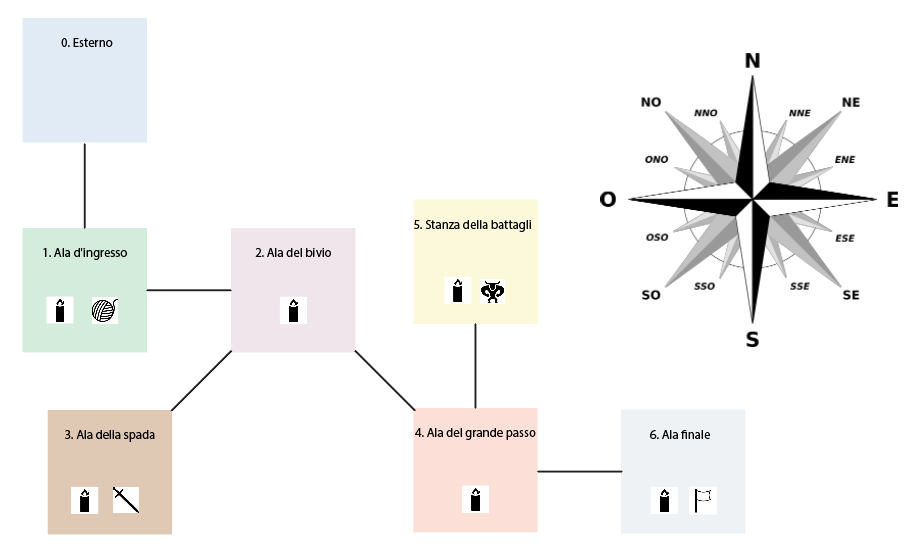 0. Esterno
1. Ala d'ingresso
2. Ala del bivio
5. Stanza della battagli
3. Ala della spada
4. Ala del grande passo
6. Ala finale
N
NNO
NNE
NO
NE
ONO
ENE
O
E
OSO
ESE
SO
SE
SSO
SSE
S